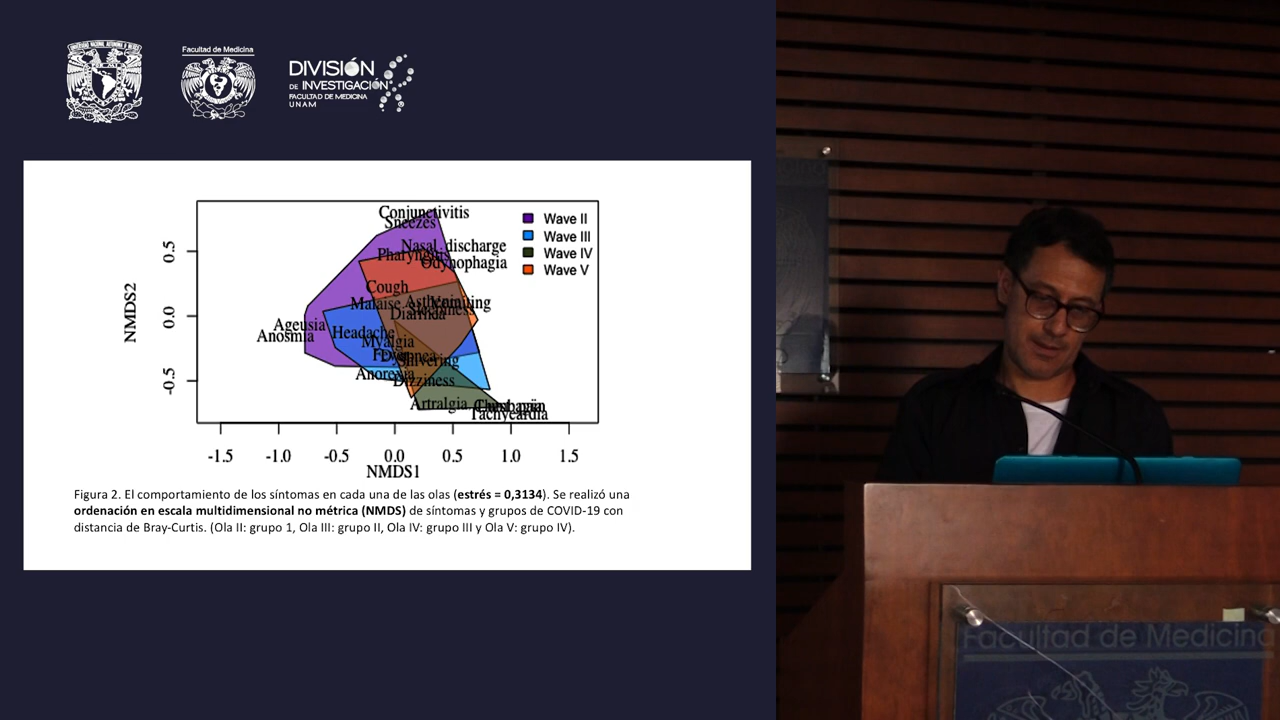 Facultad de Medicina
DIVISIÓN
DE INVESTIGACIÓN
FACULTAD DE MEDICINA
UNAM
Conjunctivitis
Sneezes
Nasal discharge
Pharyngitis
Odynophagia
Cough
Malaise
Asthenia
Vomiting
Diarrhea
Ageusia
Anosmia
Headache
Myalgia
Fever
Dyspnea
Shivering
Anorexia
Dizziness
Artralgia
Chest pain
Tachycardia
Wave II
Wave III
Wave IV
Wave V
NMDS2
0.5
0.0
-0.5
-1.5 -1.0 -0.5 0.0 0.5 1.0 1.5
NMDS1
Figura 2. El comportamiento de los síntomas en cada una de las olas (estrés = 0,3134). Se realizó una
ordenación en escala multidimensional no métrica (NMDS) de síntomas y grupos de COVID-19 con
distancia de Bray-Curtis. (Ola II: grupo 1, Ola III: grupo II, Ola IV: grupo III y Ola V: grupo IV).
Facultad de Medicina